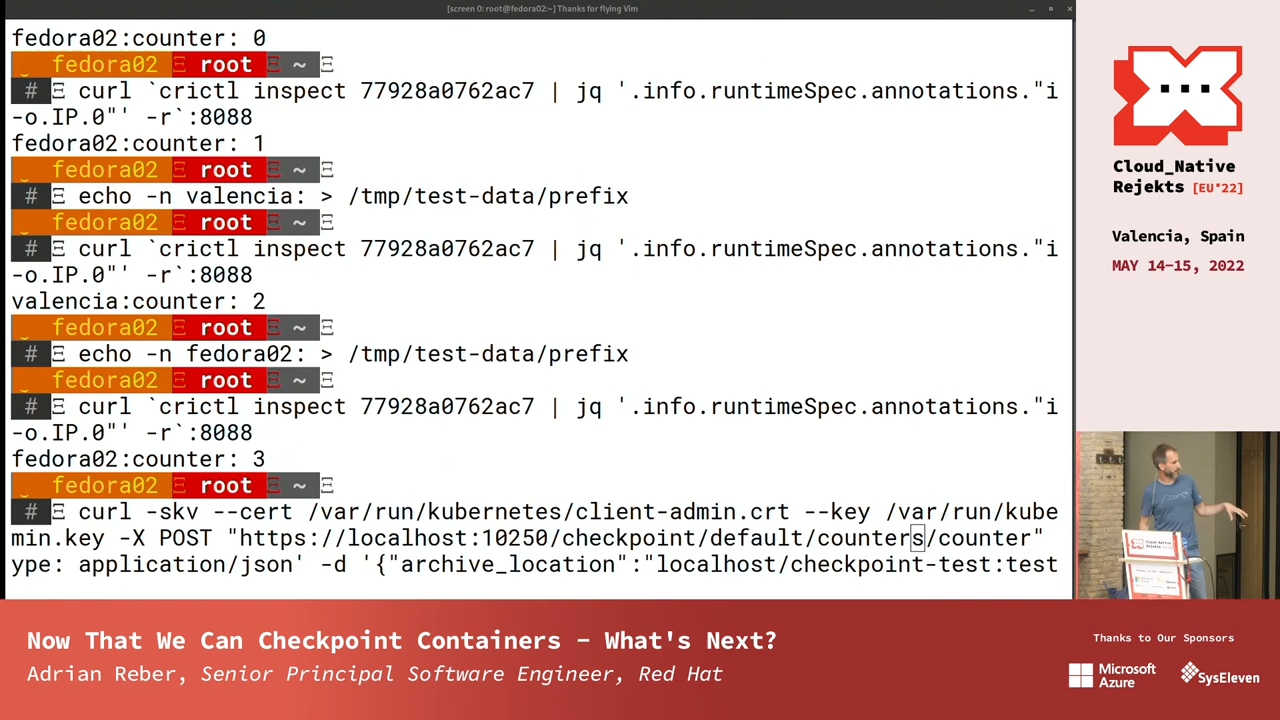 [screen 0: root@fedora02:~] Thanks for flying Vim
fedora02:counter: 0
fedora02 root ~
# curl `crictl inspect 77928a0762ac7 | jq '.info.runtimeSpec.annotations."i
-o.IP.0"' -r`:8088
fedora02:counter: 1
fedora02 root ~
# echo -n valencia: > /tmp/test-data/prefix
fedora02 root ~
# curl `crictl inspect 77928a0762ac7 | jq '.info.runtimeSpec.annotations."i
-o.IP.0"' -r`:8088
valencia:counter: 2
fedora02 root ~
# echo -n fedora02: > /tmp/test-data/prefix
fedora02 root ~
# curl `crictl inspect 77928a0762ac7 | jq '.info.runtimeSpec.annotations."i
-o.IP.0"' -r`:8088
fedora02:counter: 3
fedora02 root ~
# curl -skv --cert /var/run/kubernetes/client-admin.crt --key /var/run/kube
min.key -X POST "https://localhost:10250/checkpoint/default/counters/counter"
ype: application/json' -d '{"archive_location":"localhost/checkpoint-test:test
Cloud_Native
Rejekts [EU*22]
Valencia, Spain
MAY 14-15, 2022
Now That We Can Checkpoint Containers - What's Next?
Adrian Reber, Senior Principal Software Engineer, Red Hat
Thanks to Our Sponsors
Microsoft
Azure
SysEleven